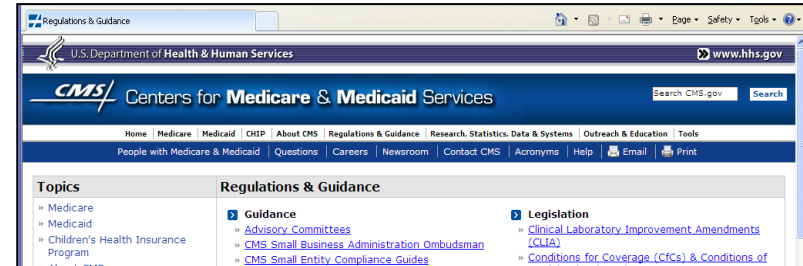 Regulations & Guidance
Page Safety Tools
U.S. Department of Health & Human Services
www.hhs.gov
CMS Centers for Medicare & Medicaid Services
Search CMS.gov Search
Home | Medicare | Medicaid | CHIP | About CMS | Regulations & Guidance | Research, Statistics, Data & Systems | Outreach & Education | Tools
People with Medicare & Medicaid | Questions | Careers | Newsroom | Contact CMS | Acronyms | Help | Email | Print
Topics
» Medicare
» Medicaid
» Children's Health Insurance
Program
» About CMS
Regulations & Guidance
Guidance
» Advisory Committees
» CMS Small Business Administration Ombudsman
» CMS Small Entity Compliance Guides
Legislation
» Clinical Laboratory Improvement Amendments
(CLIA)
» Conditions for Coverage (CfCs) & Conditions of